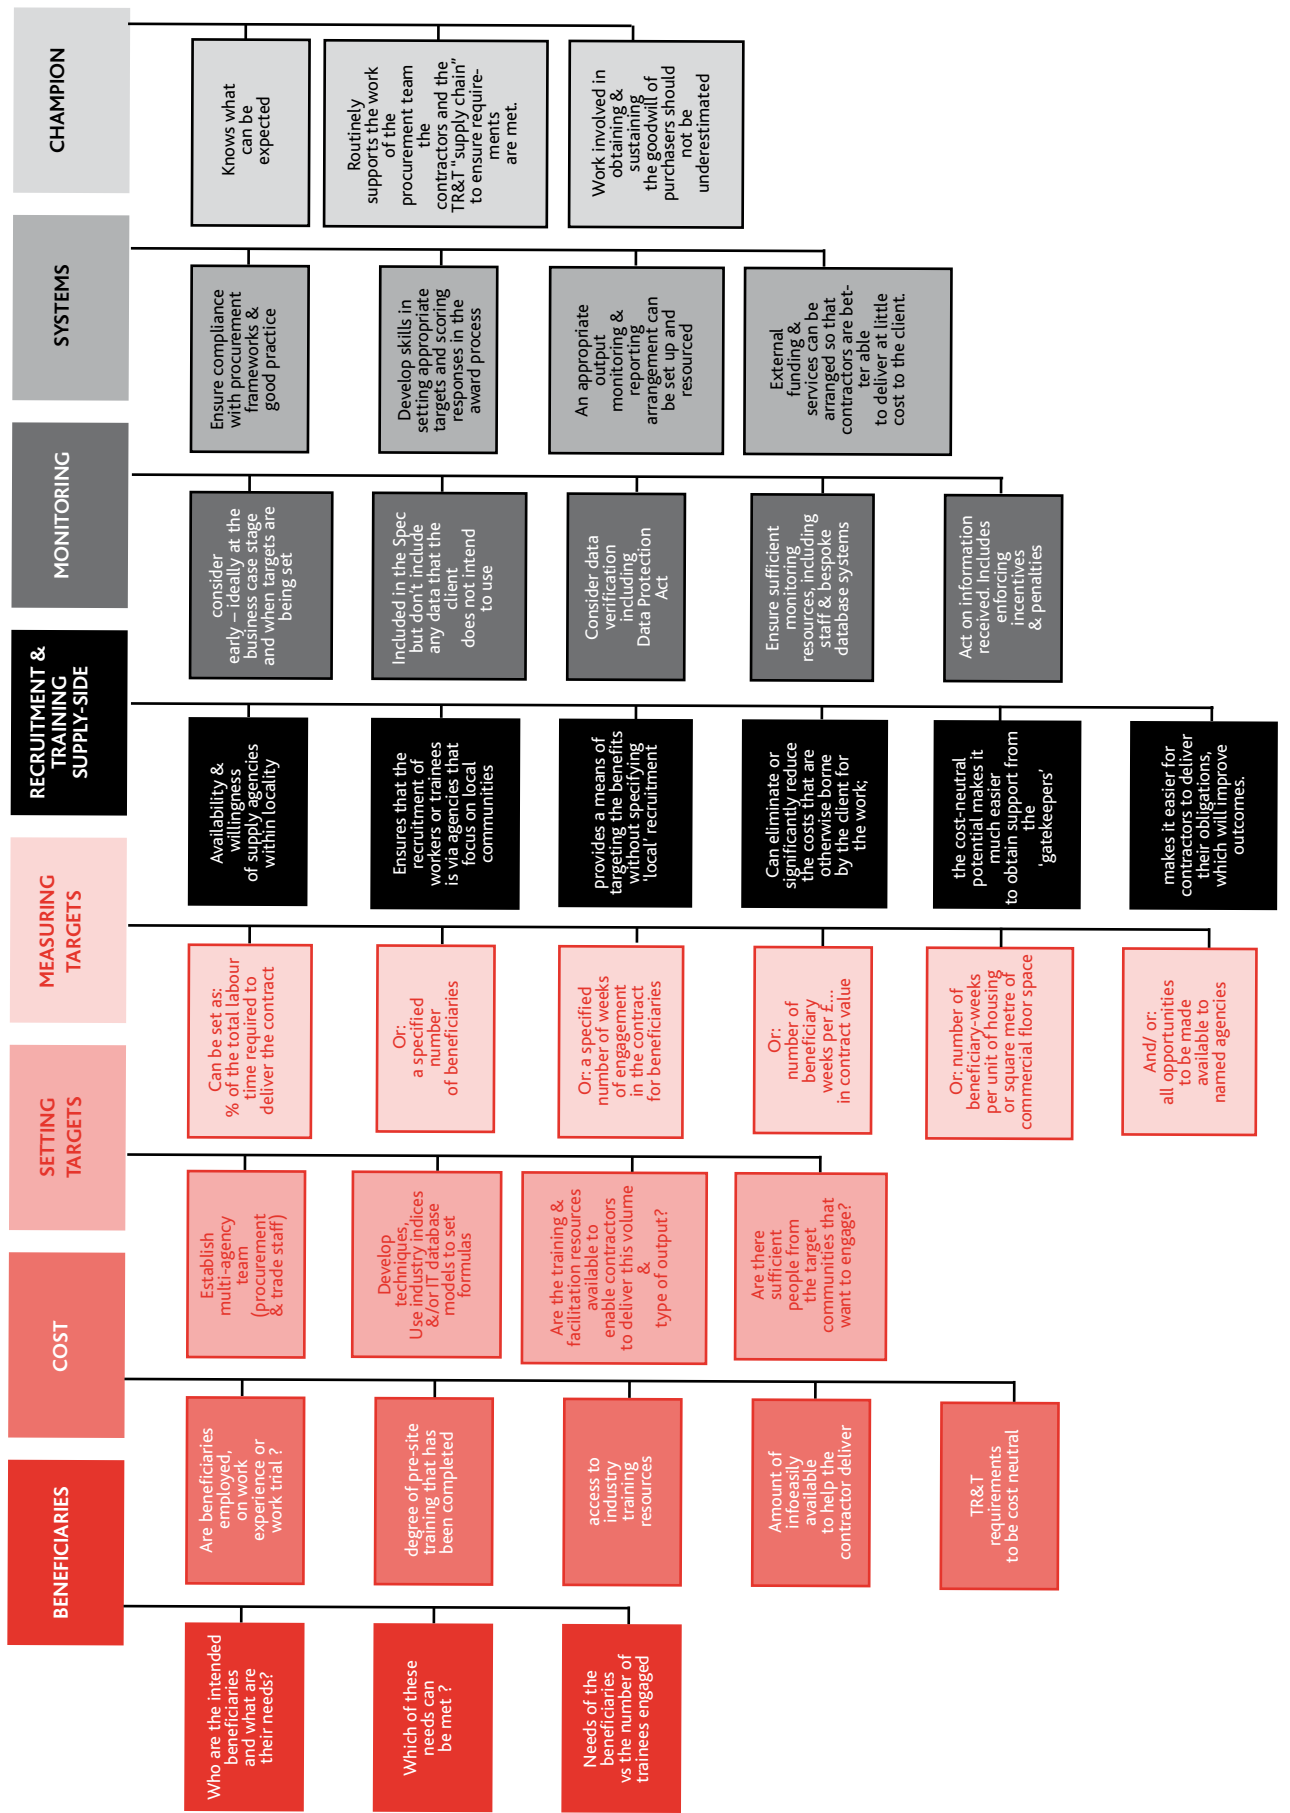 BENEFICIARIES
Who are the intended
beneficiaries
and what are
their needs?
Which of these
needs can
be met ?
Needs of the
beneficiaries
vs the number of
trainees engaged
COST
Are beneficiaries
employed,
on work
experience or
work trial ?
degree of pre-site
training that has
been completed
access to
industry
training
resources
Amount of
infoeasily
available
to help the
contractor deliver
TR&T
requirements
to be cost neutral
SETTING
TARGETS
Establish
multi-agency
team
(procurement
& trade staff)
Develop
techniques,
Use industry indices
&/or IT database
models to set
formulas
Are the training &
facilitation resources
available to
enable contractors
to deliver this volume
&
type of output?
Are there
sufficient
people from
the target
communities that
want to engage?
MEASURING
TARGETS
Can be set as:
% of the total labour
time required to
deliver the contract
Or:
a specified
number
of beneficiaries
Or: a specified
number of weeks
of engagement
in the contract
for beneficiaries
Or:
number of
beneficiary
weeks per £...
in contract value
Or: number of
beneficiary-weeks
per unit of housing
or square metre of
commercial floor space
And/ or:
all opportunities
to be made
available to
named agencies
RECRUITMENT &
TRAINING
SUPPLY-SIDE
Availability &
willingness
of supply agencies
within locality
Ensures that the
recruitment of
workers or trainees
is via agencies that
focus on local
communities
provides a means of
targeting the benefits
without specifying
'local' recruitment
Can eliminate or
significantly reduce
the costs that are
otherwise borne
by the client for
the work;
the cost-neutral
potential makes it
much easier
to obtain support from
the
'gatekeepers'
makes it easier for
contractors to deliver
their obligations,
which will improve
outcomes.
MONITORING
consider
early – ideally at the
business case stage
and when targets are
being set
Included in the Spec
but don't include
any data that the
client
does not intend
to use
Consider data
verification
including
Data Protection
Act
Ensure sufficient
monitoring
resources, including
staff & bespoke
database systems
Act on information
received. Includes
enforcing
incentives
& penalties
SYSTEMS
Ensure compliance
with procurement
frameworks &
good practice
Develop skills in
setting appropriate
targets and scoring
responses in the
award process
An appropriate
output
monitoring &
reporting
arrangement can
be set up and
resourced
External
funding &
services can be
arranged so that
contractors are bet-
ter able
to deliver at little
cost to the client.
CHAMPION
Knows what
can be
expected
Routinely
supports the work
of the
procurement team
the
contractors and the
TR&T “supply chain”
to ensure require-
ments
are met.
Work involved in
obtaining &
sustaining
the goodwill of
purchasers should
not be
underestimated